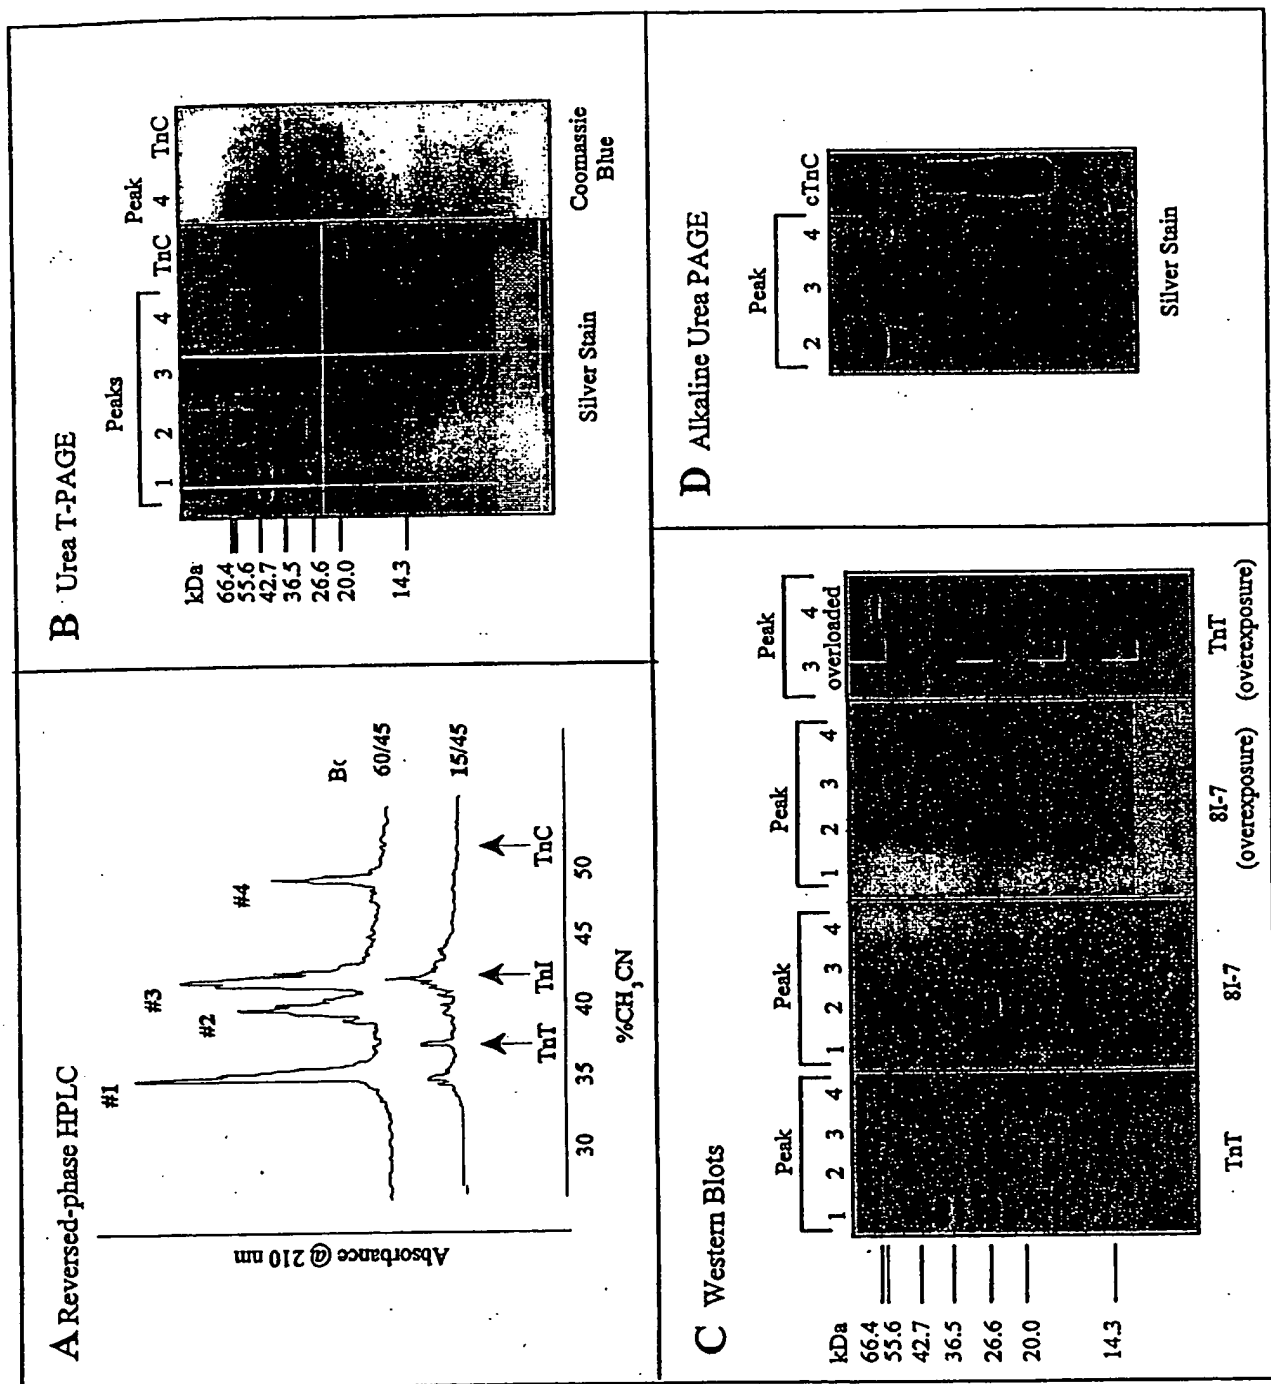 A Reversed-phase HPLC
Absorbance @ 210 nm
#1
#2
#3
#4
60/45
15/45
TnT
TnI
TnC
30 35 40 45 50
%CH3CN
B Urea T-PAGE
Peaks
Peak
1 2 3 4 TnC 4 TnC
kDa
66.4
55.6
42.7
36.5
26.6
20.0
14.3
Silver Stain
Coomassie
Blue
C Western Blots
Peak Peak Peak Peak
1 2 3 4 1 2 3 4 1 2 3 4 3 4
overloaded
kDa
66.4
55.6
42.7
36.5
26.6
20.0
14.3
TnT
8I-7
8I-7
(overexposure)
TnT
(overexposure)
D Alkaline Urea PAGE
Peak
2 3 4 cTnC
Silver Stain